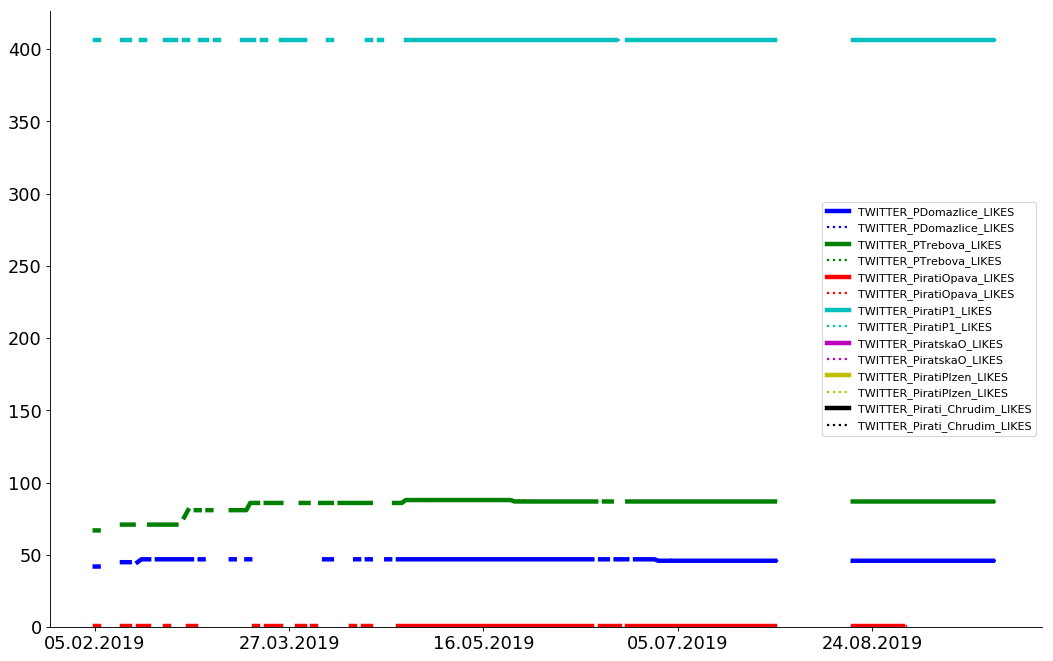 400
350
300
250
200
150
100
50
0
05.02.2019
27.03.2019
16.05.2019
05.07.2019
24.08.2019
TWITTER_PDomazlice_LIKES
TWITTER_PDomazlice_LIKES
TWITTER_PTrebova_LIKES
TWITTER_PTrebova_LIKES
TWITTER_PiratiOpava_LIKES
TWITTER_PiratiOpava_LIKES
TWITTER_PiratiP1_LIKES
TWITTER_PiratiP1_LIKES
TWITTER_PiratskaO_LIKES
TWITTER_PiratskaO_LIKES
TWITTER_PiratiPlzen_LIKES
TWITTER_PiratiPlzen_LIKES
TWITTER_Pirati_Chrudim_LIKES
TWITTER_Pirati_Chrudim_LIKES